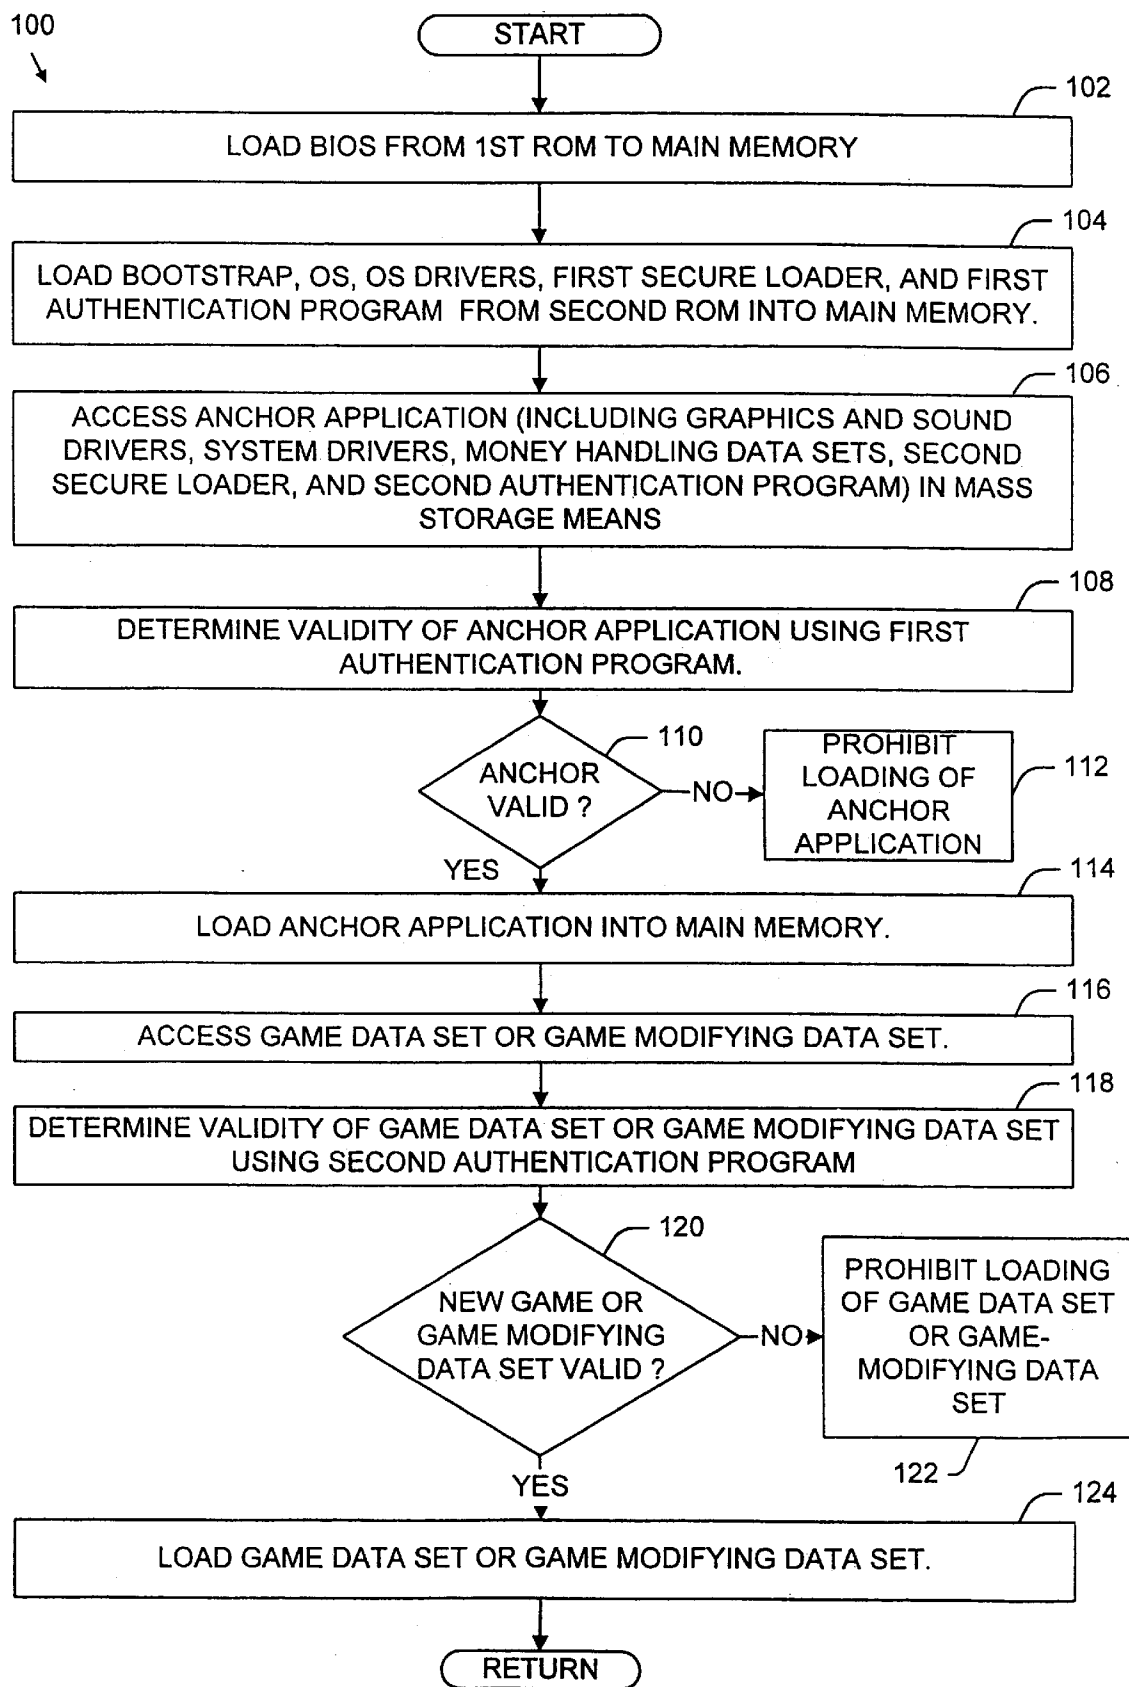 100
START
102
LOAD BIOS FROM 1ST ROM TO MAIN MEMORY
104
LOAD BOOTSTRAP, OS, OS DRIVERS, FIRST SECURE LOADER, AND FIRST
AUTHENTICATION PROGRAM FROM SECOND ROM INTO MAIN MEMORY.
106
ACCESS ANCHOR APPLICATION (INCLUDING GRAPHICS AND SOUND
DRIVERS, SYSTEM DRIVERS, MONEY HANDLING DATA SETS, SECOND
SECURE LOADER, AND SECOND AUTHENTICATION PROGRAM) IN MASS
STORAGE MEANS
108
DETERMINE VALIDITY OF ANCHOR APPLICATION USING FIRST
AUTHENTICATION PROGRAM.
110
ANCHOR
VALID ?
NO
PROHIBIT
LOADING OF
ANCHOR
APPLICATION
112
YES
114
LOAD ANCHOR APPLICATION INTO MAIN MEMORY.
116
ACCESS GAME DATA SET OR GAME MODIFYING DATA SET.
118
DETERMINE VALIDITY OF GAME DATA SET OR GAME MODIFYING DATA SET
USING SECOND AUTHENTICATION PROGRAM
120
NEW GAME OR
GAME MODIFYING
DATA SET VALID ?
NO
PROHIBIT LOADING
OF GAME DATA SET
OR GAME-
MODIFYING DATA
SET
122
YES
124
LOAD GAME DATA SET OR GAME MODIFYING DATA SET.
RETURN